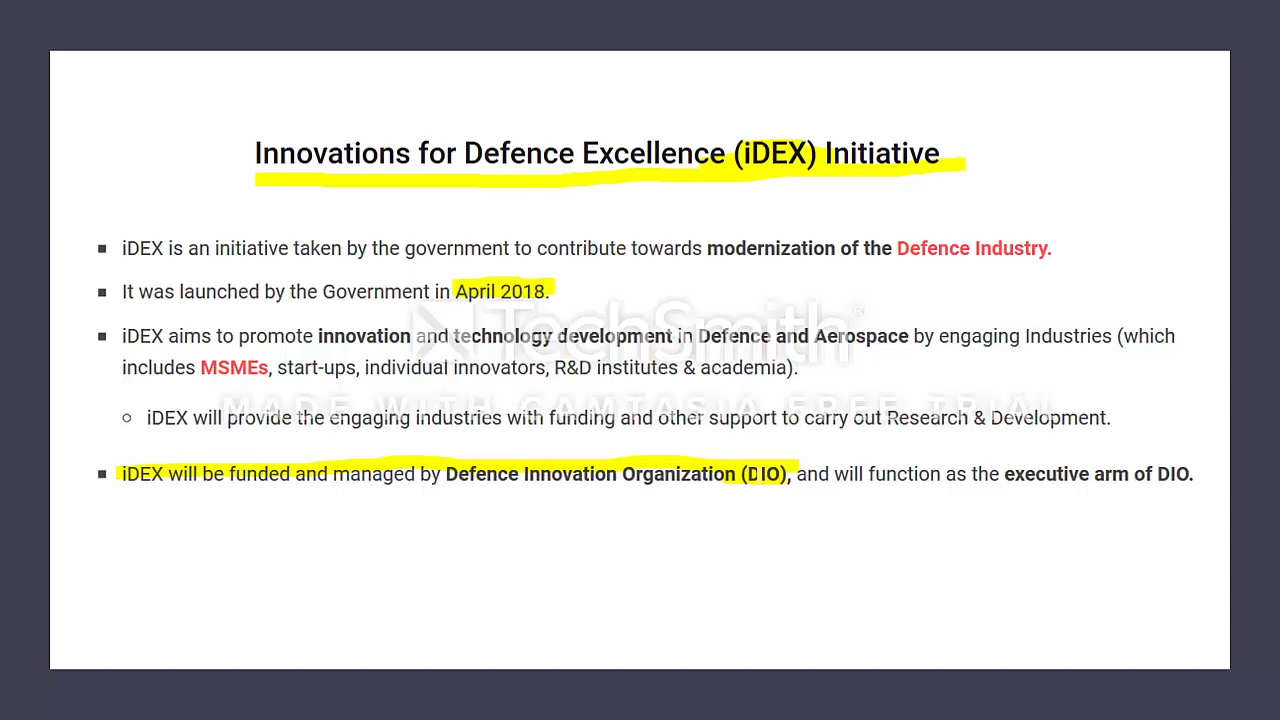 Innovations for Defence Excellence (iDEX) Initiative
▪ iDEX is an initiative taken by the government to contribute towards modernization of the Defence Industry.
▪ It was launched by the Government in April 2018.
▪ iDEX aims to promote innovation and technology development in Defence and Aerospace by engaging Industries (which
includes MSMEs, start-ups, individual innovators, R&D institutes & academia).
TechSmith®
MADE WITH CAMTASIA FREE TRIAL
○ iDEX will provide the engaging industries with funding and other support to carry out Research & Development.
▪ iDEX will be funded and managed by Defence Innovation Organization (DIO), and will function as the executive arm of DIO.